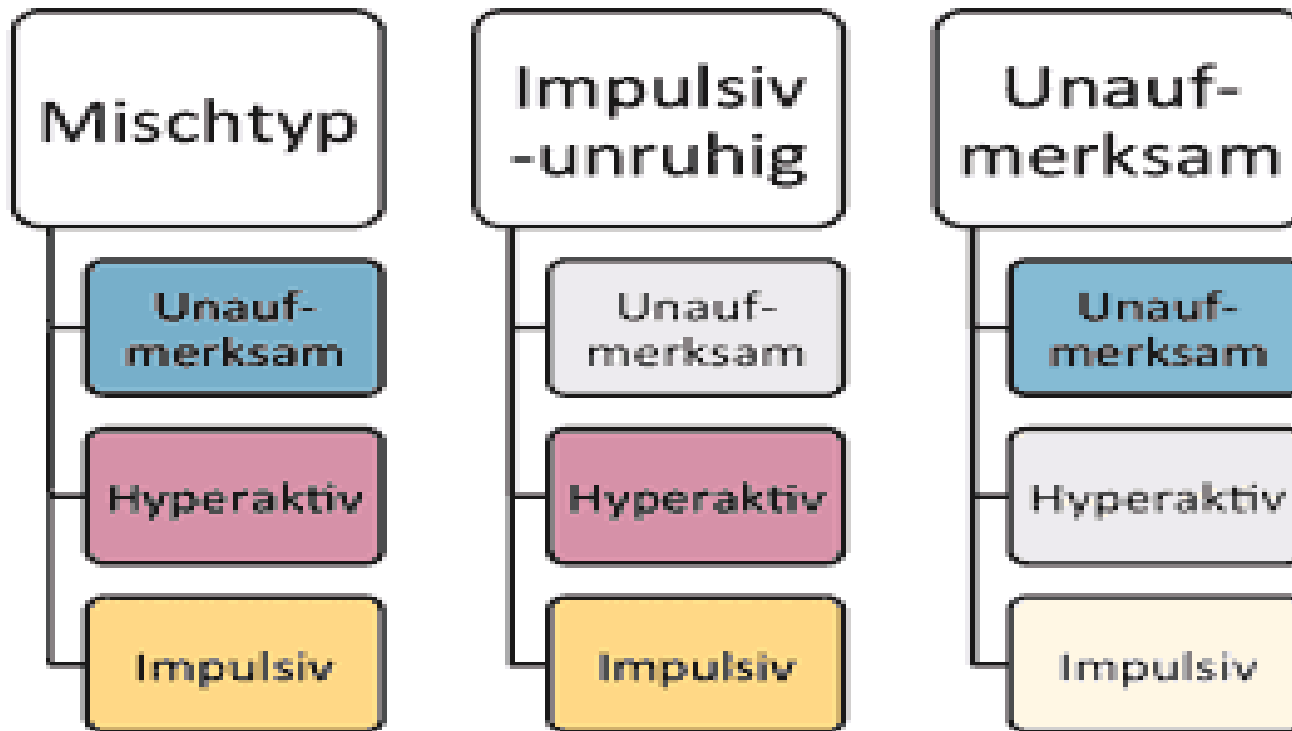 Mischtyp
Unauf-
merksam
Hyperaktiv
Impulsiv
Impulsiv
-unruhig
Unauf-
merksam
Hyperaktiv
Impulsiv
Unauf-
merksam
Unauf-
merksam
Hyperaktiv
Impulsiv